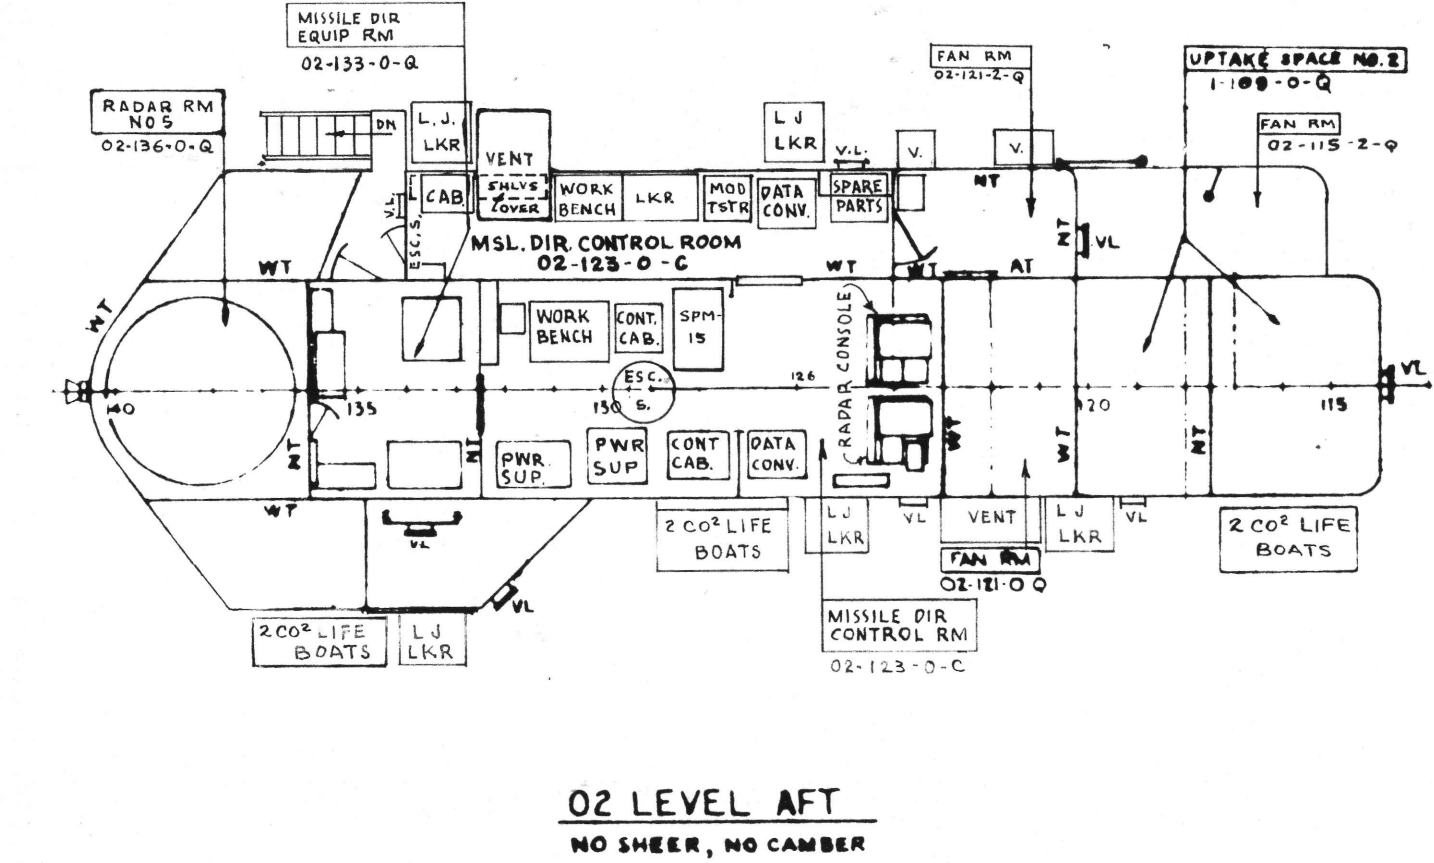 MISSILE DIR
EQUIP RM
02-133-0-Q
RADAR RM
NO 5
02-136-0-Q
DN
L.J.
LKR
VENT
SHLVS
OVER
L J
LKR
V.L.
V.
V.
FAN RM
02-121-2-Q
UPTAKE SPACE NO.2
1-109-0-Q
FAN RM
02-115-2-Q
V.L.
ESC.S.
CAB.
WORK
BENCH
LKR
MOD
TSTR
DATA
CONV.
SPARE
PARTS
NT
NT
VL
MSL. DIR. CONTROL ROOM
02-123-0-C
WT
WT
WT
AT
WT
WORK
BENCH
CONT.
CAB.
SPM-
15
RADAR CONSOLE
ESC.
S.
140
135
130
126
120
115
VL
NT
NT
PWR.
SUP.
PWR
SUP
CONT
CAB.
DATA
CONV.
WT
WT
NT
WT
VL
2 CO² LIFE
BOATS
L J
LKR
VL
VENT
L J
LKR
VL
2 CO² LIFE
BOATS
FAN RM
02-121-0 Q
VL
MISSILE DIR
CONTROL RM
02-123-0-C
2 CO² LIFE
BOATS
L J
LKR
02 LEVEL AFT
NO SHEER, NO CAMBER